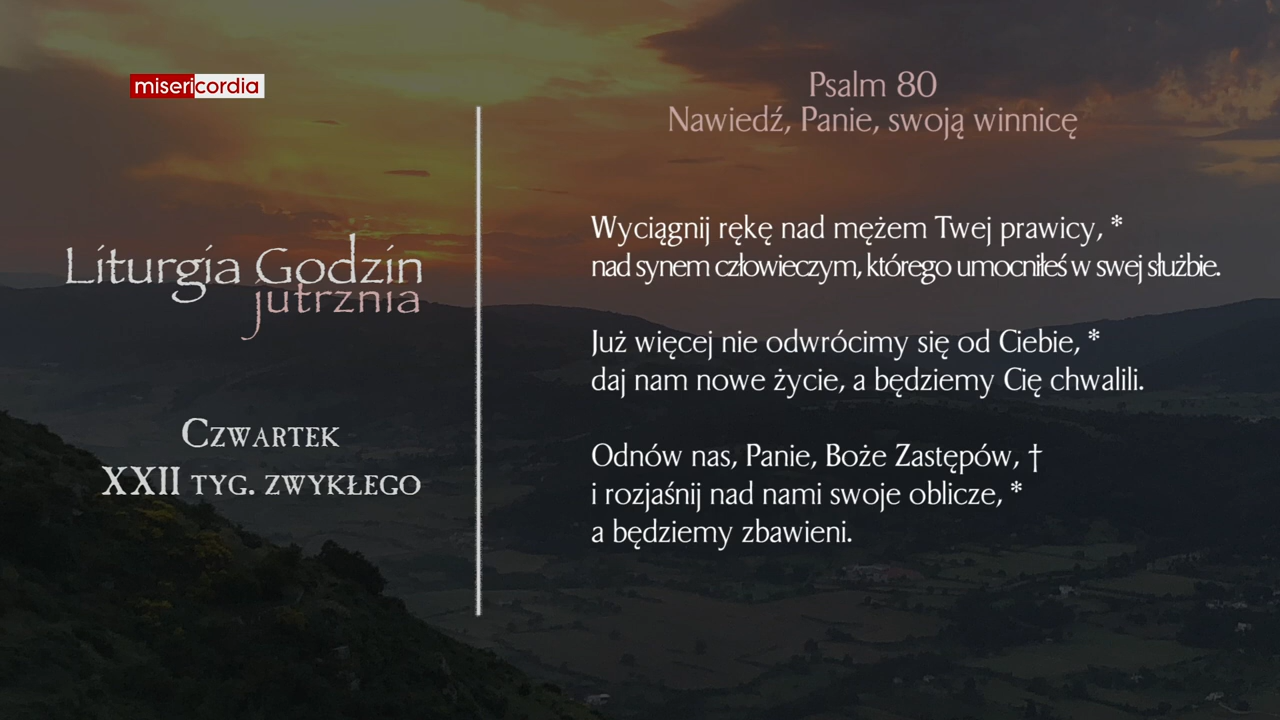 misericordia
Liturgia Godzin
jutrznia
Czwartek
XXII tyg. zwykłego
Psalm 80
Nawiedź, Panie, swoją winnicę
Wyciągnij rękę nad mężem Twej prawicy, *
nad synem człowieczym, którego umocniłeś w swej służbie.
Już więcej nie odwrócimy się od Ciebie, *
daj nam nowe życie, a będziemy Cię chwalili.
Odnów nas, Panie, Boże Zastępów, †
i rozjaśnij nad nami swoje oblicze, *
a będziemy zbawieni.